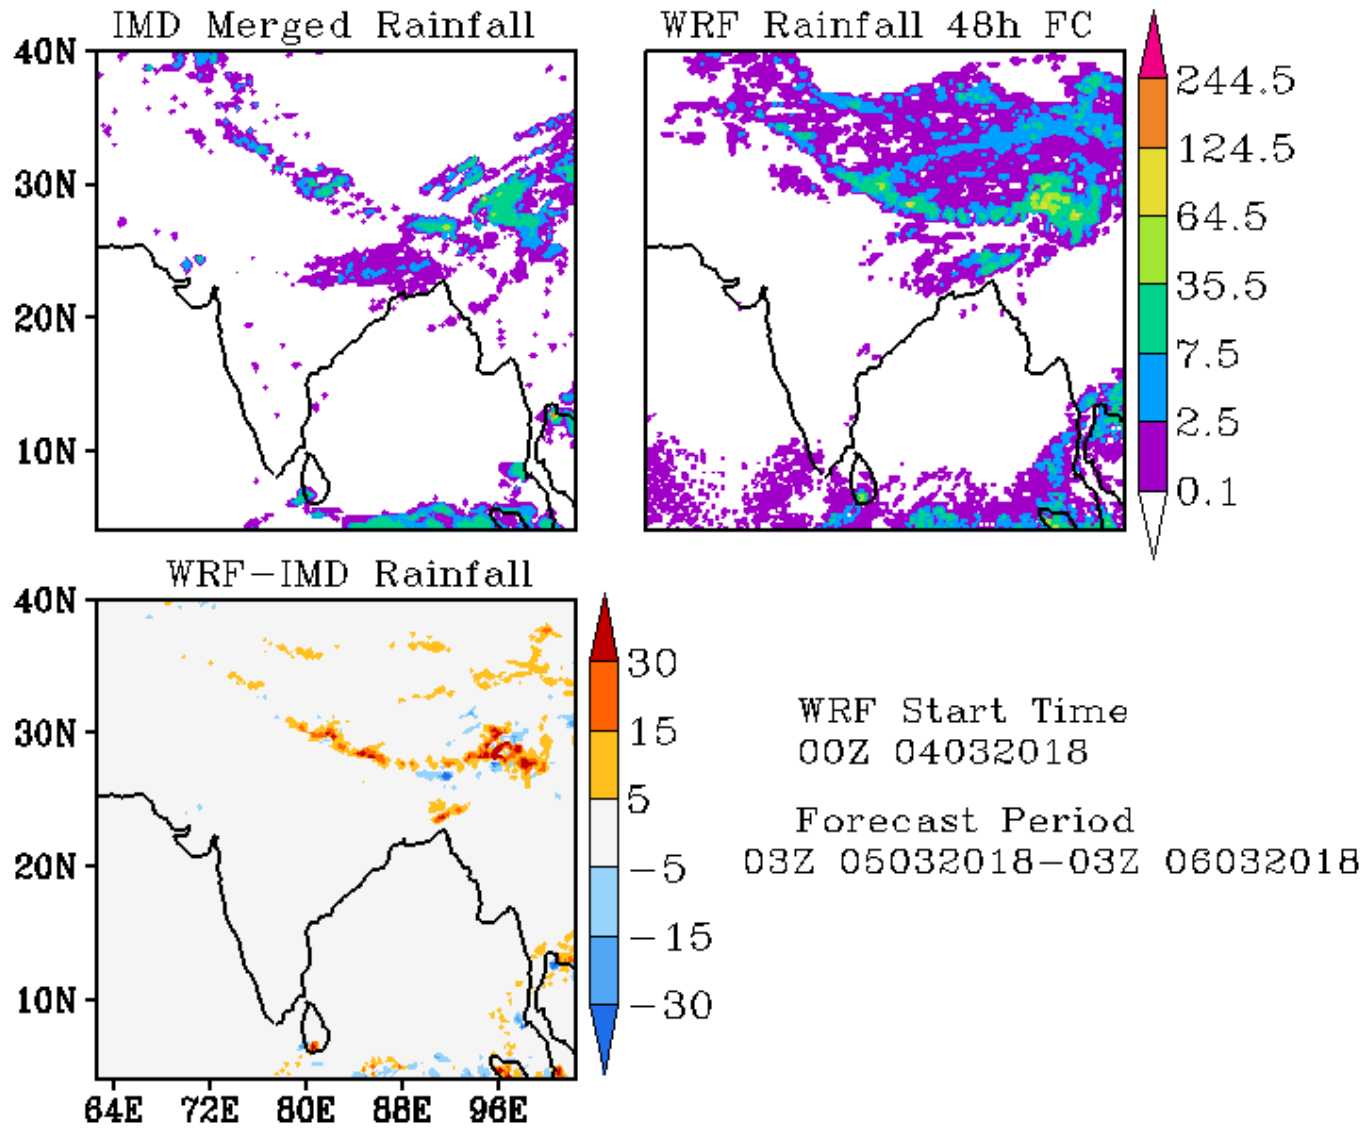 IMD Merged Rainfall
WRF Rainfall 48h FC
40N
30N
20N
10N
244.5
124.5
64.5
35.5
7.5
2.5
0.1
WRF-IMD Rainfall
40N
30N
20N
10N
64E 72E 80E 88E 96E
30
15
5
-5
-15
-30
WRF Start Time
00Z 04032018
Forecast Period
03Z 05032018-03Z 06032018